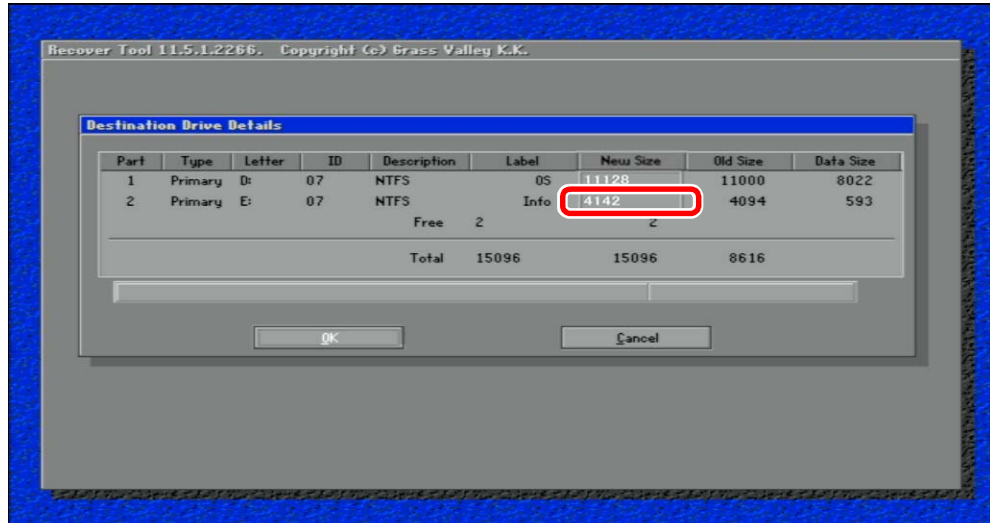 Recover Tool 11.5.1.2266. Copyright (c) Grass Valley K.K.
Destination Drive Details
Part Type Letter ID Description Label New Size Old Size Data Size
1 Primary D: 07 NTFS OS 11128 11000 8022
2 Primary E: 07 NTFS Info 4142 4094 593
Free 2 2
Total 15096 15096 8616
OK Cancel